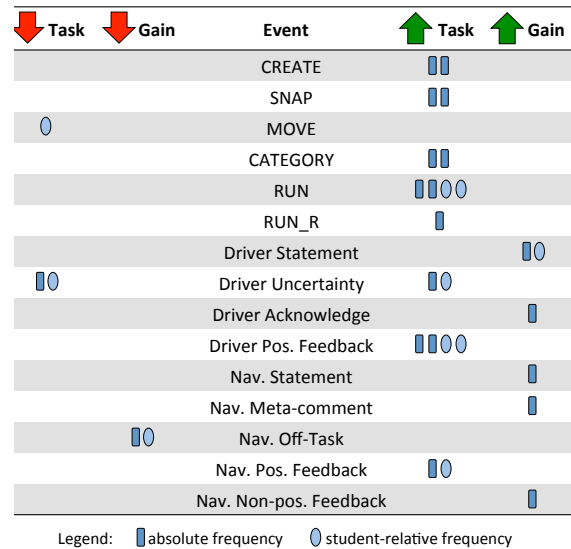 Task Gain Event Task Gain
CREATE
SNAP
MOVE
CATEGORY
RUN
RUN_R
Driver Statement
Driver Uncertainty
Driver Acknowledge
Driver Pos. Feedback
Nav. Statement
Nav. Meta-comment
Nav. Off-Task
Nav. Pos. Feedback
Nav. Non-pos. Feedback
Legend: absolute frequency student-relative frequency